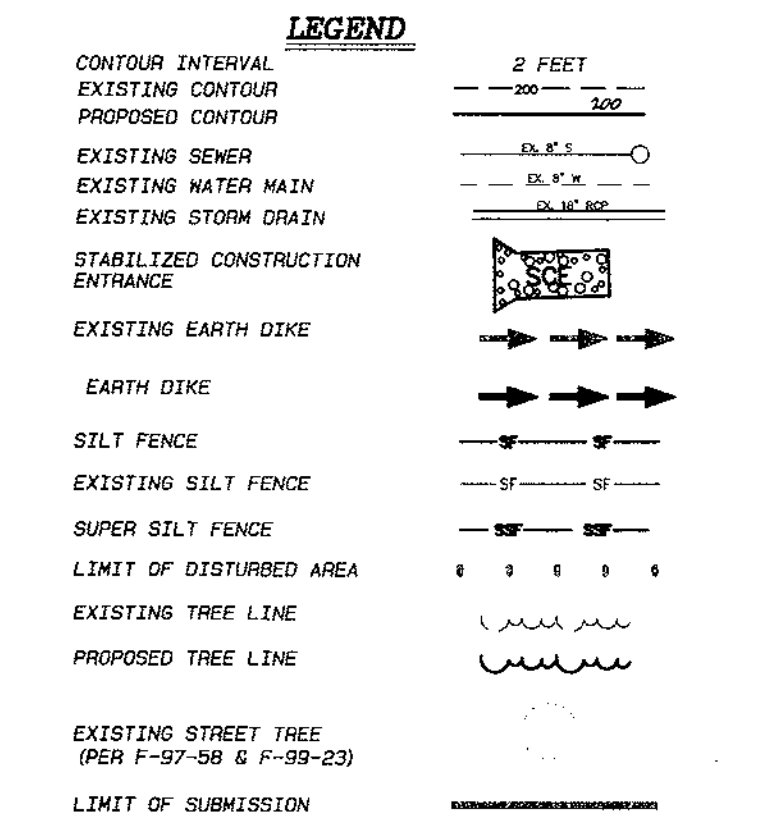 LEGEND
CONTOUR INTERVAL 2 FEET
EXISTING CONTOUR 200
PROPOSED CONTOUR 200
EXISTING SEWER EX. 8" S
EXISTING WATER MAIN EX. 8" W
EXISTING STORM DRAIN EX. 18" RCP
STABILIZED CONSTRUCTION
ENTRANCE SCE
EXISTING EARTH DIKE
EARTH DIKE
SILT FENCE SF SF
EXISTING SILT FENCE SF SF
SUPER SILT FENCE SSF SSF
LIMIT OF DISTURBED AREA
EXISTING TREE LINE
PROPOSED TREE LINE
EXISTING STREET TREE
(PER F-97-58 & F-99-23)
LIMIT OF SUBMISSION